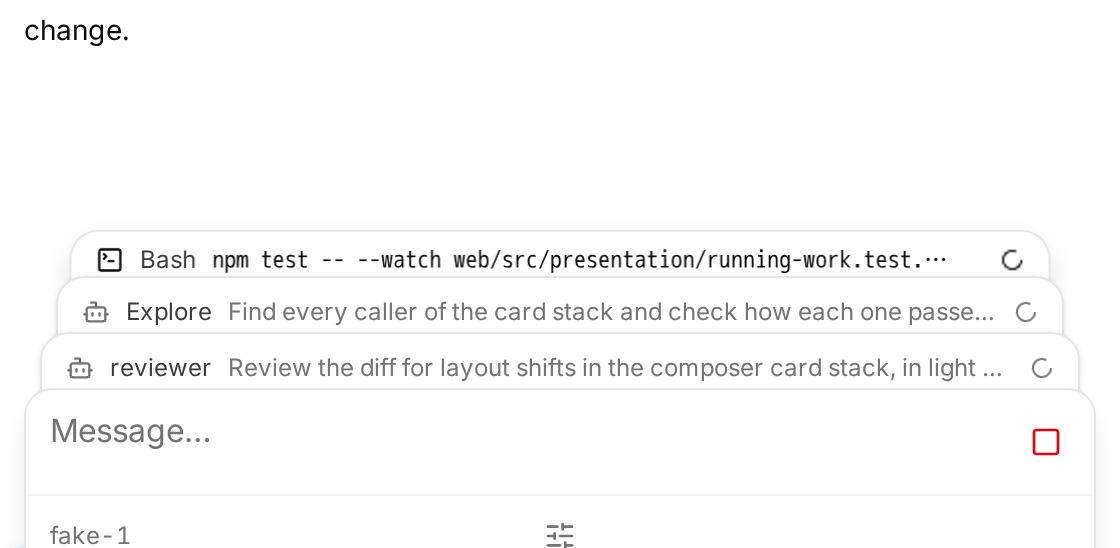 change.
Bash npm test -- --watch web/src/presentation/running-work.test.…
Explore Find every caller of the card stack and check how each one passe…
reviewer Review the diff for layout shifts in the composer card stack, in light …
Message…
fake-1